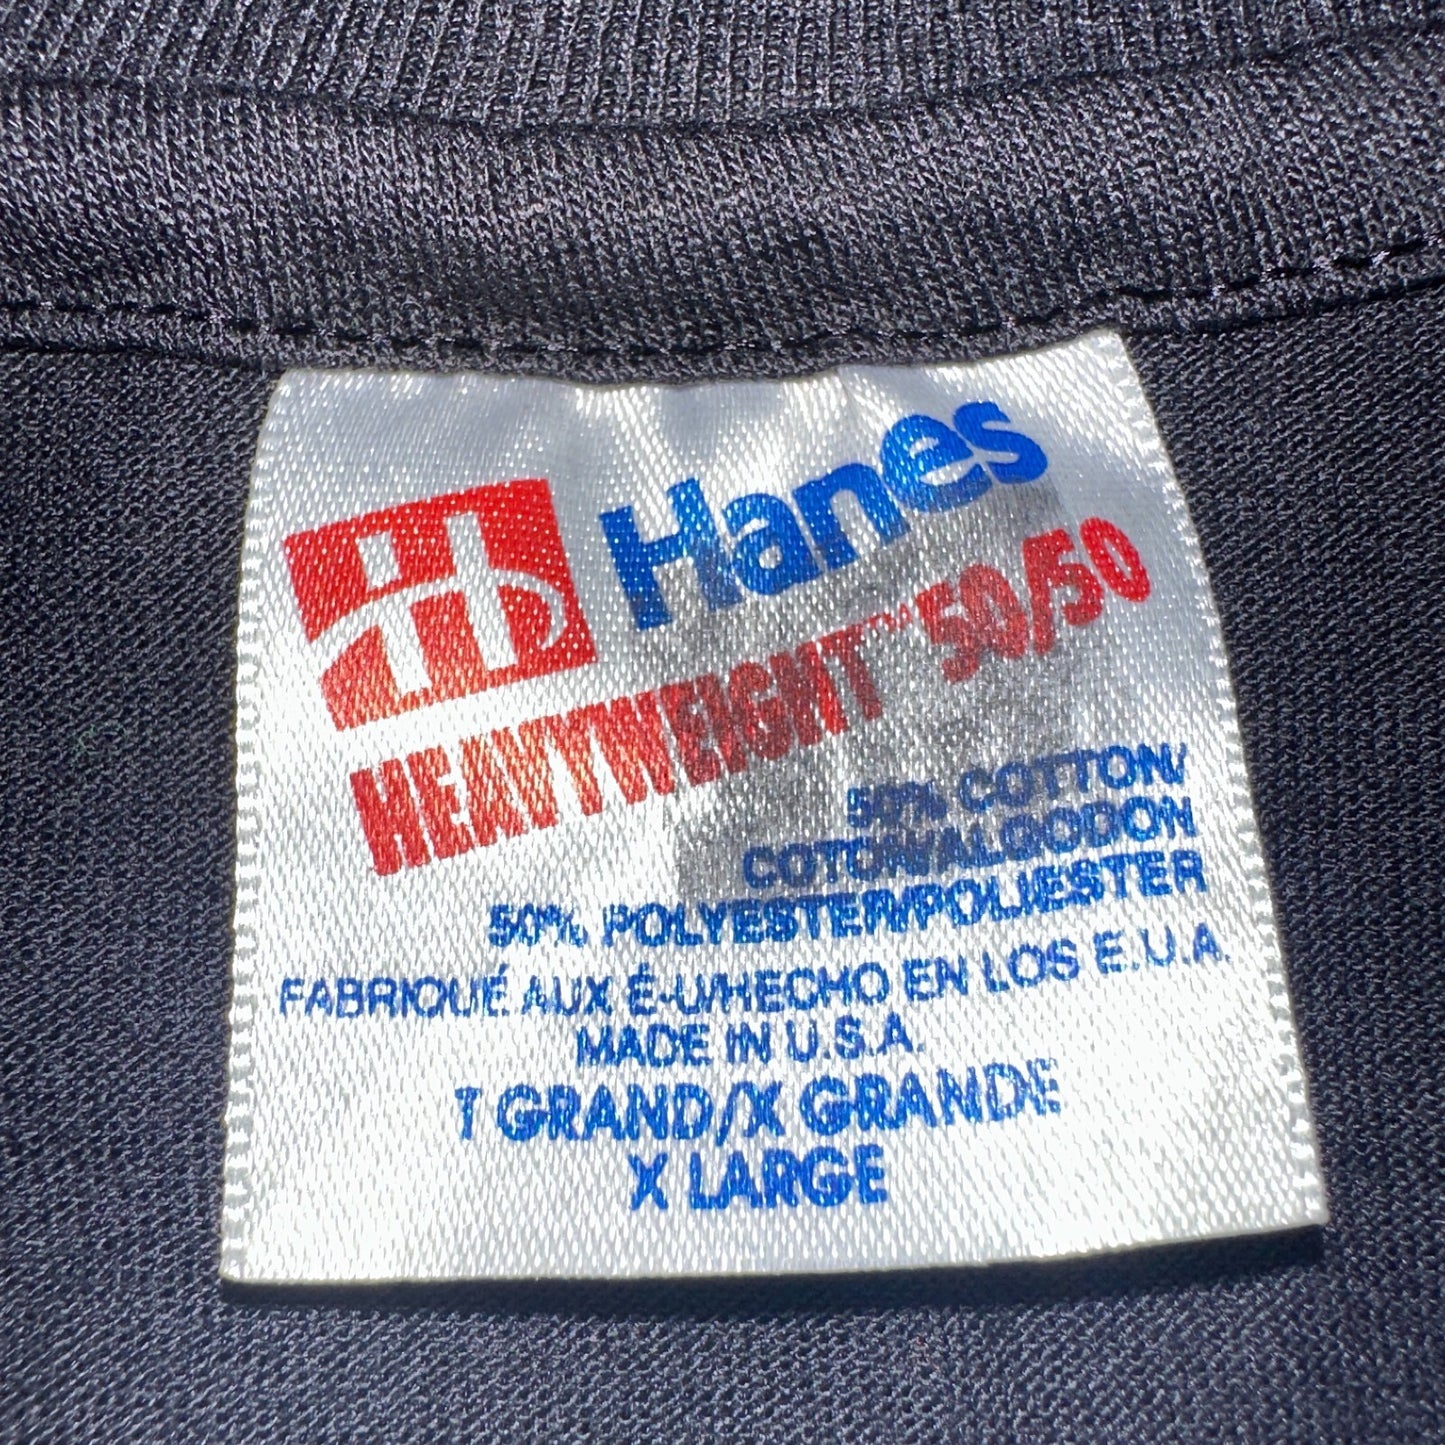 H
Hanes
HEAVYWEIGHT™ 50/50
50% COTTON/
COTON/ALGODON
50% POLYESTER/POLIESTER
FABRIQUÉ AUX É-U/HECHO EN LOS E.U.A.
MADE IN U.S.A.
T GRAND/X GRANDE
X LARGE